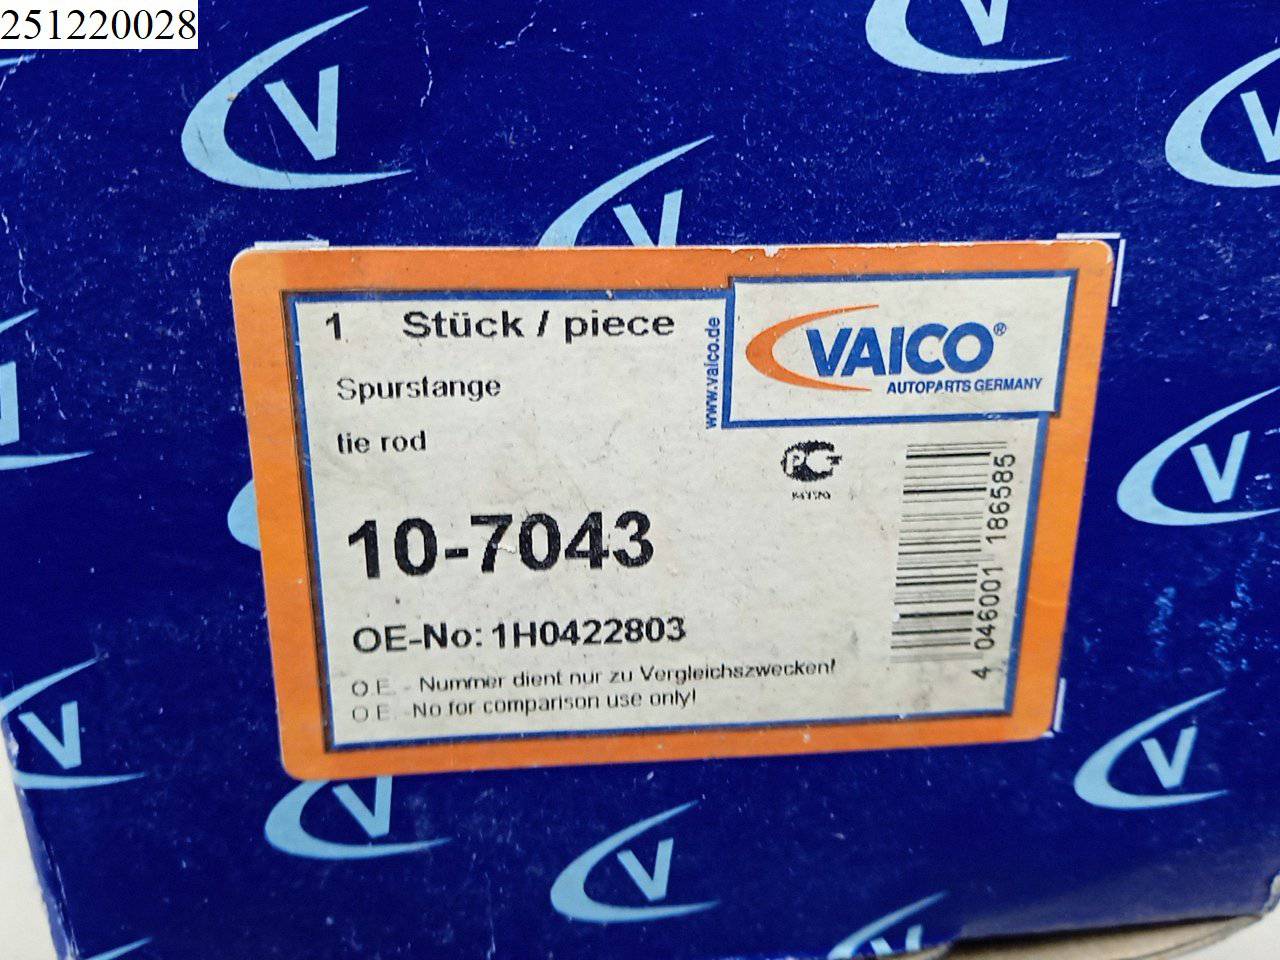 251220028
1 Stück / piece
Spurstange
tie rod
www.vaico.de
VAICO®
AUTOPARTS GERMANY
10-7043
OE-No: 1H0422803
O.E. - Nummer dient nur zu Vergleichszwecken!
O E. -No for comparison use only!
4 046001 186585